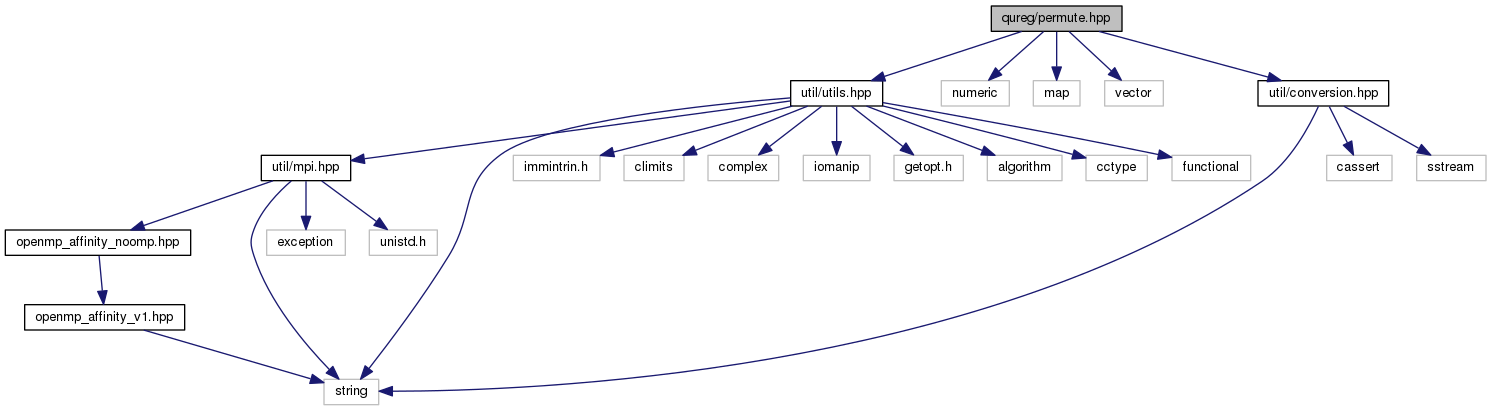 qureg/permute.hpp
util/utils.hpp
numeric
map
vector
util/conversion.hpp
util/mpi.hpp
immintrin.h
climits
complex
iomanip
getopt.h
algorithm
cctype
functional
cassert
sstream
openmp_affinity_noomp.hpp
exception
unistd.h
openmp_affinity_v1.hpp
string